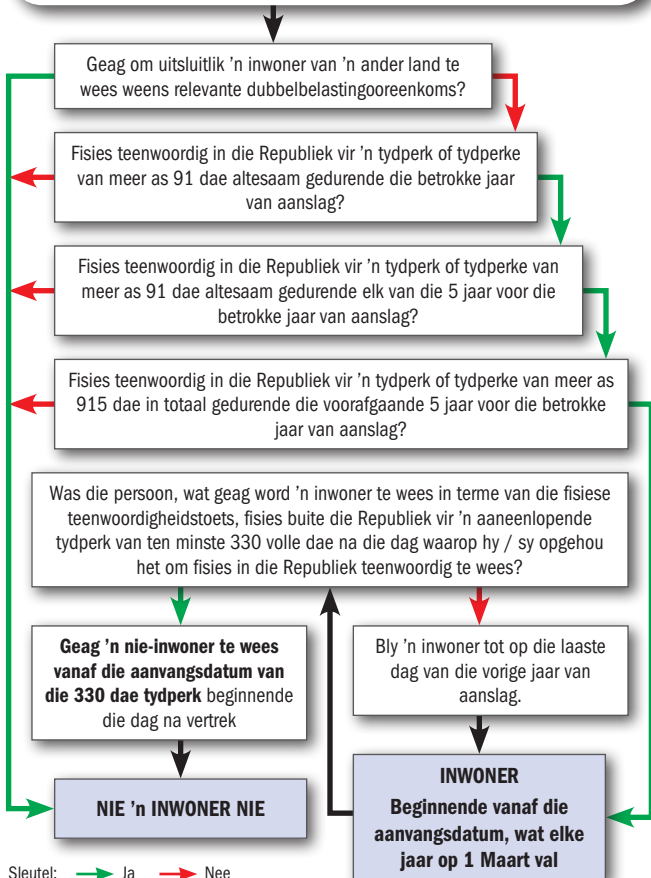 Geag om uitsluitlik 'n inwoner van 'n ander land te
wees weens relevante dubbelbelastingooreenkoms?
Fisies teenwoordig in die Republiek vir 'n tydperk of tydperke
van meer as 91 dae altesaam gedurende die betrokke jaar
van aanslag?
Fisies teenwoordig in die Republiek vir 'n tydperk of tydperke van
meer as 91 dae altesaam gedurende elk van die 5 jaar voor die
betrokke jaar van aanslag?
Fisies teenwoordig in die Republiek vir 'n tydperk of tydperke van meer as
915 dae in totaal gedurende die voorafgaande 5 jaar voor die betrokke
jaar van aanslag?
Was die persoon, wat geag word 'n inwoner te wees in terme van die fisiese
teenwoordigheidstoets, fisies buite die Republiek vir 'n aaneenlopende
tydperk van ten minste 330 volle dae na die dag waarop hy / sy opgehou
het om fisies in die Republiek teenwoordig te wees?
Geag 'n nie-inwoner te wees
vanaf die aanvangsdatum van
die 330 dae tydperk beginnende
die dag na vertrek
Bly 'n inwoner tot op die laaste
dag van die vorige jaar van
aanslag.
NIE 'n INWONER NIE
INWONER
Beginnende vanaf die
aanvangsdatum, wat elke
jaar op 1 Maart val
Sleutel: Ja Nee